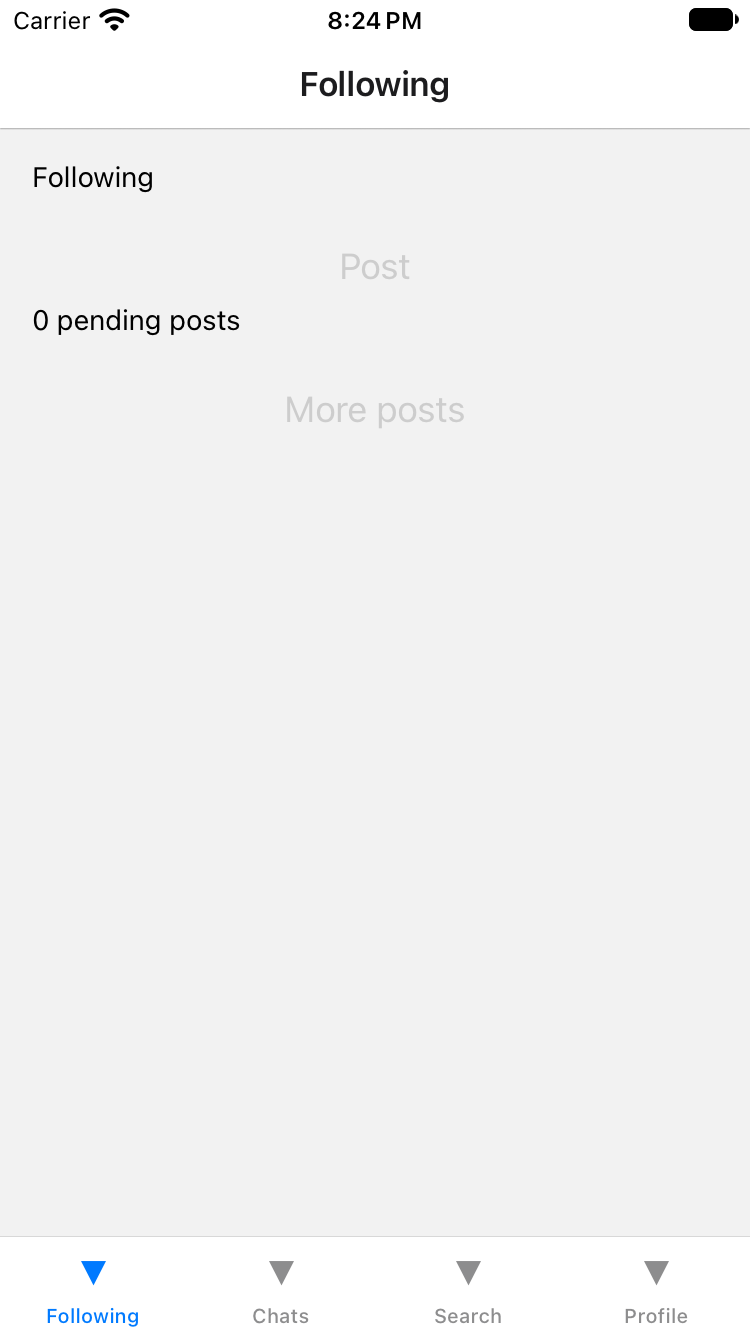 Carrier 8:24 PM
Following
Following
Post
0 pending posts
More posts
Following Chats Search Profile